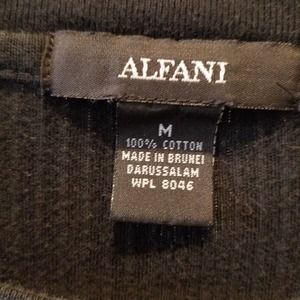 ALFANI
M
100% COTTON
MADE IN BRUNEI
DARUSSALAM
WPL 8046